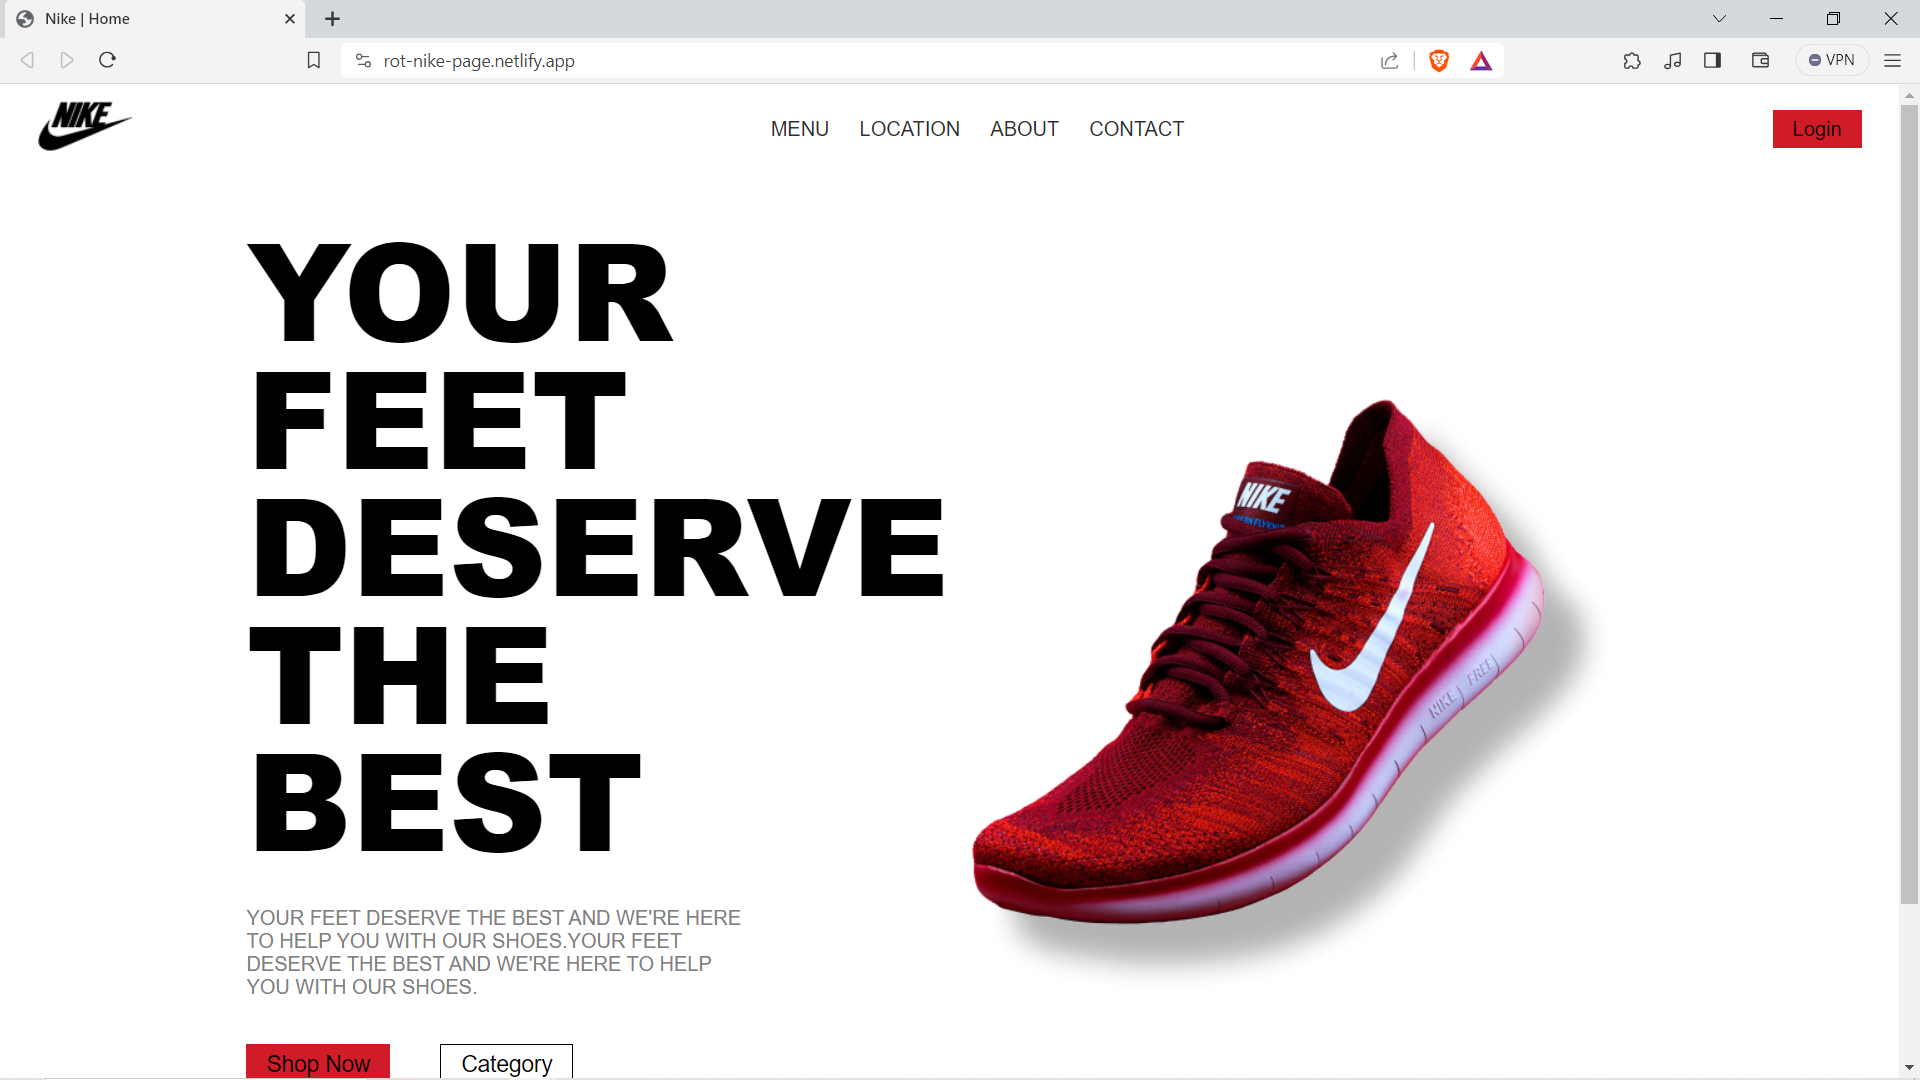 Nike | Home
rot-nike-page.netlify.app
VPN
NIKE
MENU LOCATION ABOUT CONTACT
Login
YOUR
FEET
DESERVE
THE
BEST
NIKE
NIKE FREE
YOUR FEET DESERVE THE BEST AND WE'RE HERE
TO HELP YOU WITH OUR SHOES.YOUR FEET
DESERVE THE BEST AND WE'RE HERE TO HELP
YOU WITH OUR SHOES.
Shop Now Category